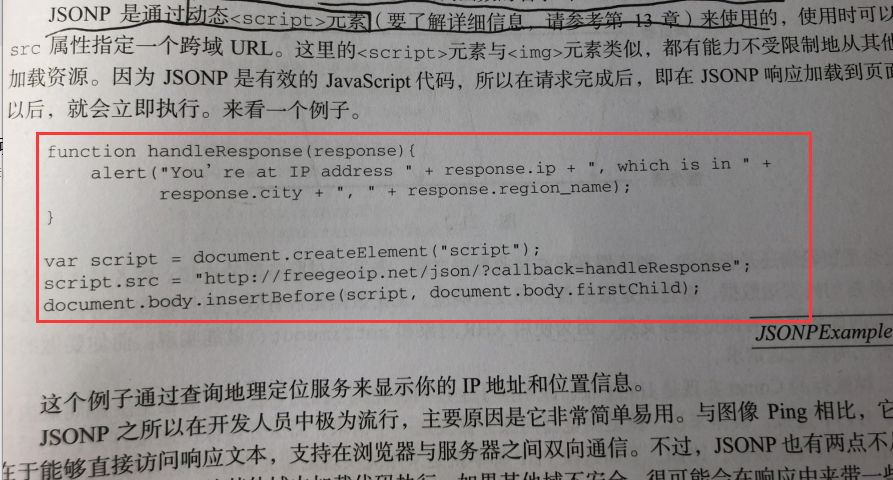 JSONP 是通过动态<script>元素（要了解详细信息，请参考第 13 章）来使用的，使用时可以
src 属性指定一个跨域 URL。这里的<script>元素与<img>元素类似，都有能力不受限制地从其他
加载资源。因为 JSONP 是有效的 JavaScript 代码，所以在请求完成后，即在 JSONP 响应加载到页面
以后，就会立即执行。来看一个例子。
function handleResponse(response){
alert("You're at IP address " + response.ip + ", which is in " +
response.city + ", " + response.region_name);
}
var script = document.createElement("script");
script.src = "http://freegeoip.net/json/?callback=handleResponse";
document.body.insertBefore(script, document.body.firstChild);
JSONPExample
这个例子通过查询地理定位服务来显示你的 IP 地址和位置信息。
JSONP 之所以在开发人员中极为流行，主要原因是它非常简单易用。与图像 Ping 相比，它
在于能够直接访问响应文本，支持在浏览器与服务器之间双向通信。不过，JSONP 也有两点不